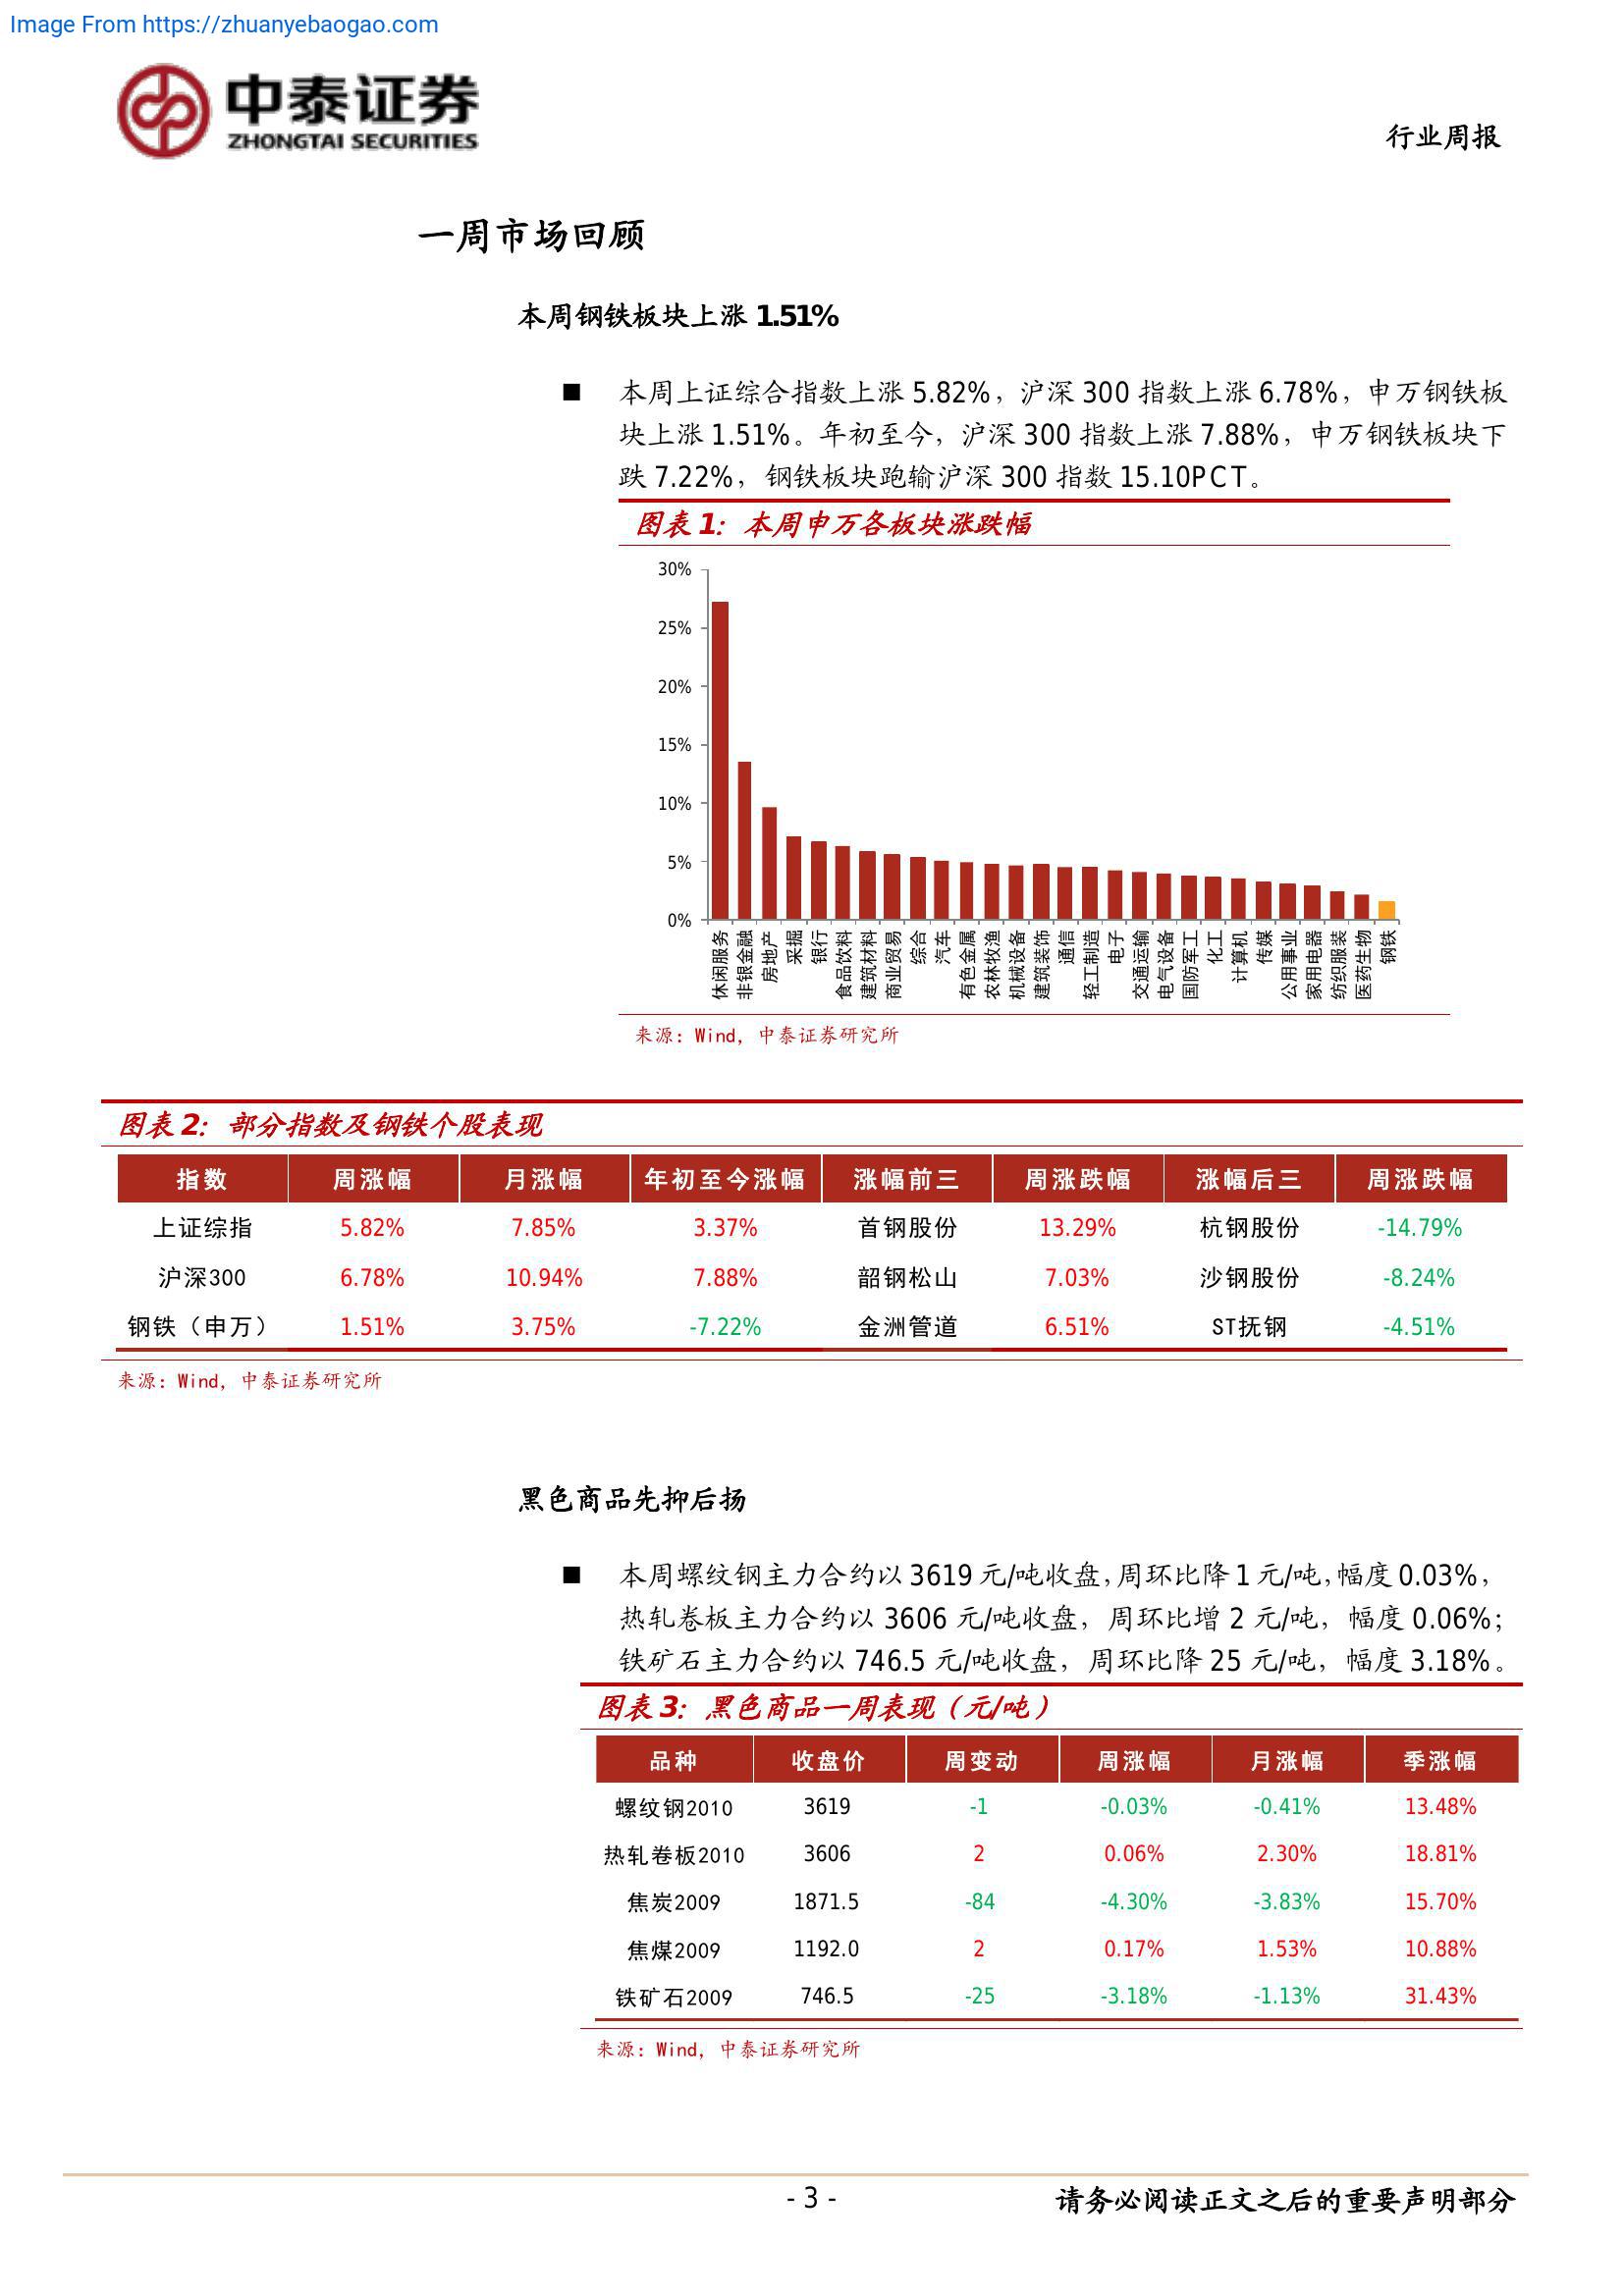 Image From https://zhuanyebaogao.com
中泰证券
ZHONGTAI SECURITIES
行业周报
一周市场回顾
本周钢铁板块上涨 1.51%
■ 本周上证综合指数上涨 5.82%，沪深 300 指数上涨 6.78%，申万钢铁板
块上涨 1.51%。年初至今，沪深 300 指数上涨 7.88%，申万钢铁板块下
跌 7.22%，钢铁板块跑输沪深 300 指数 15.10PCT。
图表 1：本周申万各板块涨跌幅
30%
25%
20%
15%
10%
5%
0%
休闲服务
非银金融
房地产
采掘
银行
食品饮料
建筑材料
商业贸易
综合
汽车
有色金属
农林牧渔
机械设备
建筑装饰
通信
轻工制造
电子
交通运输
电气设备
国防军工
化工
计算机
传媒
公用事业
家用电器
纺织服装
医药生物
钢铁
来源：Wind，中泰证券研究所
图表 2：部分指数及钢铁个股表现
指数 周涨幅 月涨幅 年初至今涨幅 涨幅前三 周涨跌幅 涨幅后三 周涨跌幅
上证综指 5.82% 7.85% 3.37% 首钢股份 13.29% 杭钢股份 -14.79%
沪深300 6.78% 10.94% 7.88% 韶钢松山 7.03% 沙钢股份 -8.24%
钢铁（申万） 1.51% 3.75% -7.22% 金洲管道 6.51% ST抚钢 -4.51%
来源：Wind，中泰证券研究所
黑色商品先抑后扬
■ 本周螺纹钢主力合约以 3619 元/吨收盘，周环比降 1 元/吨，幅度 0.03%，
热轧卷板主力合约以 3606 元/吨收盘，周环比增 2 元/吨，幅度 0.06%；
铁矿石主力合约以 746.5 元/吨收盘，周环比降 25 元/吨，幅度 3.18%。
图表 3：黑色商品一周表现（元/吨）
品种 收盘价 周变动 周涨幅 月涨幅 季涨幅
螺纹钢2010 3619 -1 -0.03% -0.41% 13.48%
热轧卷板2010 3606 2 0.06% 2.30% 18.81%
焦炭2009 1871.5 -84 -4.30% -3.83% 15.70%
焦煤2009 1192.0 2 0.17% 1.53% 10.88%
铁矿石2009 746.5 -25 -3.18% -1.13% 31.43%
来源：Wind，中泰证券研究所
- 3 -
请务必阅读正文之后的重要声明部分